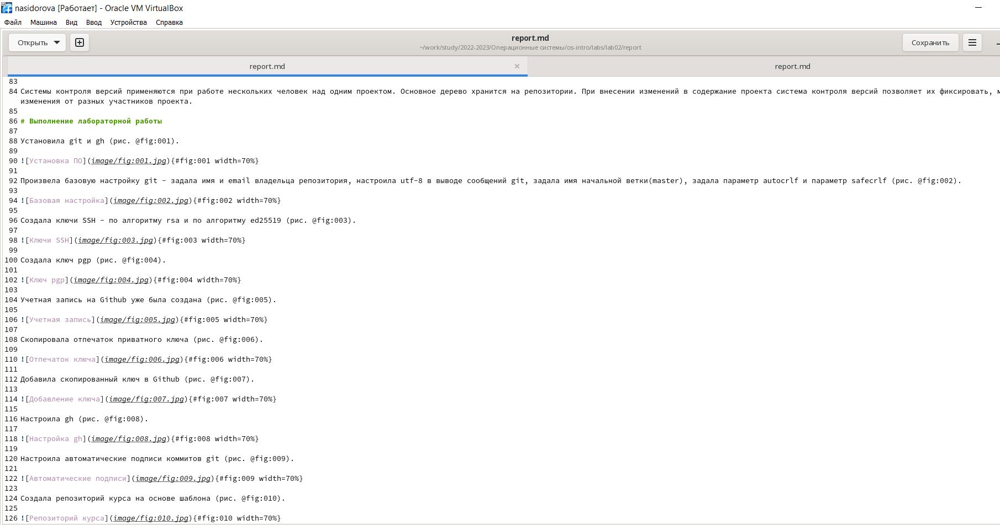 nasidorova [Работает] - Oracle VM VirtualBox
Файл Машина Вид Ввод Устройства Справка
Открыть report.md Сохранить
~/work/study/2022-2023/Операционные системы/os-intro/labs/lab02/report
report.md × report.md
83
84 Системы контроля версий применяются при работе нескольких человек над одним проектом. Основное дерево хранится на репозитории. При внесении изменений в содержание проекта система контроля версий позволяет их фиксировать,
изменения от разных участников проекта.
85
86 # Выполнение лабораторной работы
87
88 Установила git и gh (рис. @fig:001).
89
90 ![Установка ПО](image/fig:001.jpg){#fig:001 width=70%}
91
92 Произвела базовую настройку git - задала имя и email владельца репозитория, настроила utf-8 в выводе сообщений git, задала имя начальной ветки(master), задала параметр autocrlf и параметр safecrlf (рис. @fig:002).
93
94 ![Базовая настройка](image/fig:002.jpg){#fig:002 width=70%}
95
96 Создала ключи SSH - по алгоритму rsa и по алгоритму ed25519 (рис. @fig:003).
97
98 ![Ключи SSH](image/fig:003.jpg){#fig:003 width=70%}
99
100 Создала ключ pgp (рис. @fig:004).
101
102 ![Ключ pgp](image/fig:004.jpg){#fig:004 width=70%}
103
104 Учетная запись на Github уже была создана (рис. @fig:005).
105
106 ![Учетная запись](image/fig:005.jpg){#fig:005 width=70%}
107
108 Скопировала отпечаток приватного ключа (рис. @fig:006).
109
110 ![Отпечаток ключа](image/fig:006.jpg){#fig:006 width=70%}
111
112 Добавила скопированный ключ в Github (рис. @fig:007).
113
114 ![Добавление ключа](image/fig:007.jpg){#fig:007 width=70%}
115
116 Настроила gh (рис. @fig:008).
117
118 ![Настройка gh](image/fig:008.jpg){#fig:008 width=70%}
119
120 Настроила автоматические подписи коммитов git (рис. @fig:009).
121
122 ![Автоматические подписи](image/fig:009.jpg){#fig:009 width=70%}
123
124 Создала репозиторий курса на основе шаблона (рис. @fig:010).
125
126 ![Репозиторий курса](image/fig:010.jpg){#fig:010 width=70%}